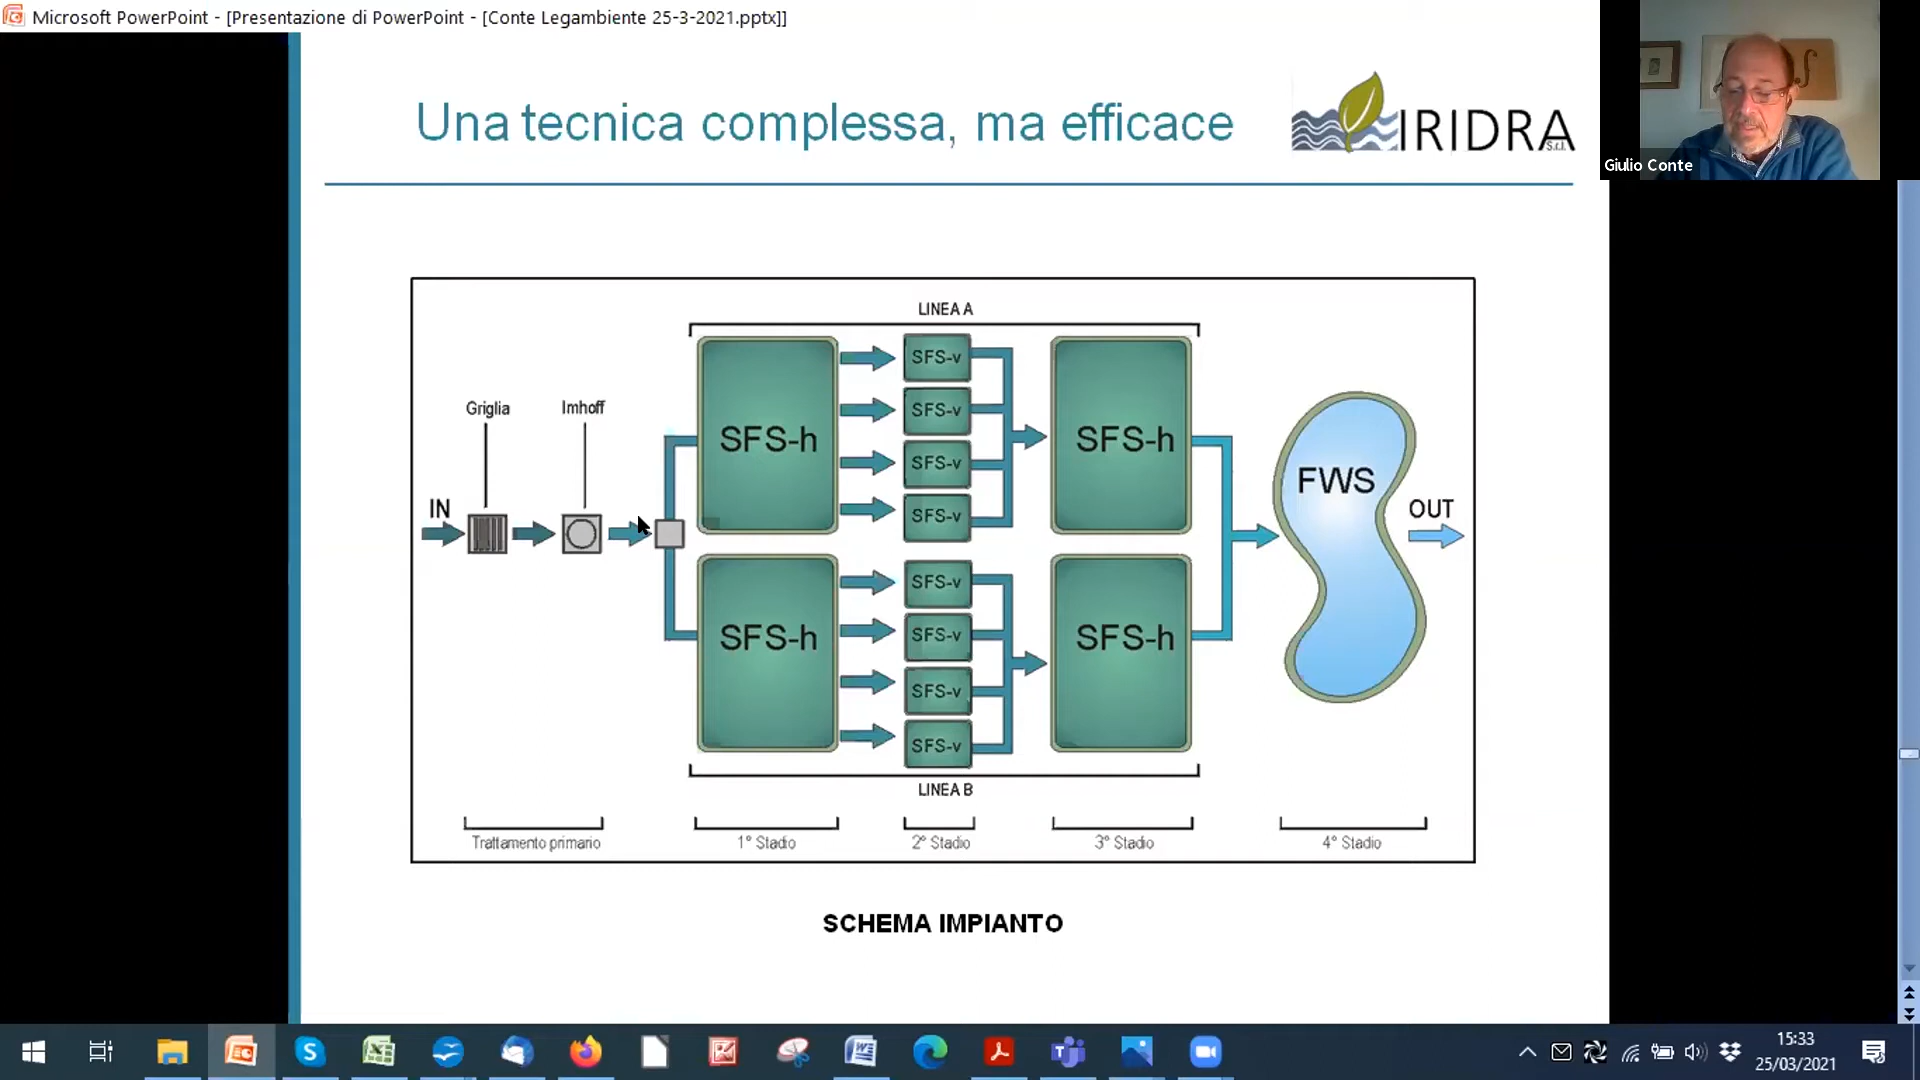 Microsoft PowerPoint - [Presentazione di PowerPoint - [Conte Legambiente 25-3-2021.pptx]]
Una tecnica complessa, ma efficace
IRIDRA
S.r.l.
Giulio Conte
LINEA A
Griglia
Imhoff
IN
SFS-h
SFS-v
SFS-v
SFS-v
SFS-v
SFS-h
SFS-h
SFS-v
SFS-v
SFS-v
SFS-v
SFS-h
FWS
OUT
LINEA B
Trattamento primario
1° Stadio
2° Stadio
3° Stadio
4° Stadio
SCHEMA IMPIANTO
15:33
25/03/2021